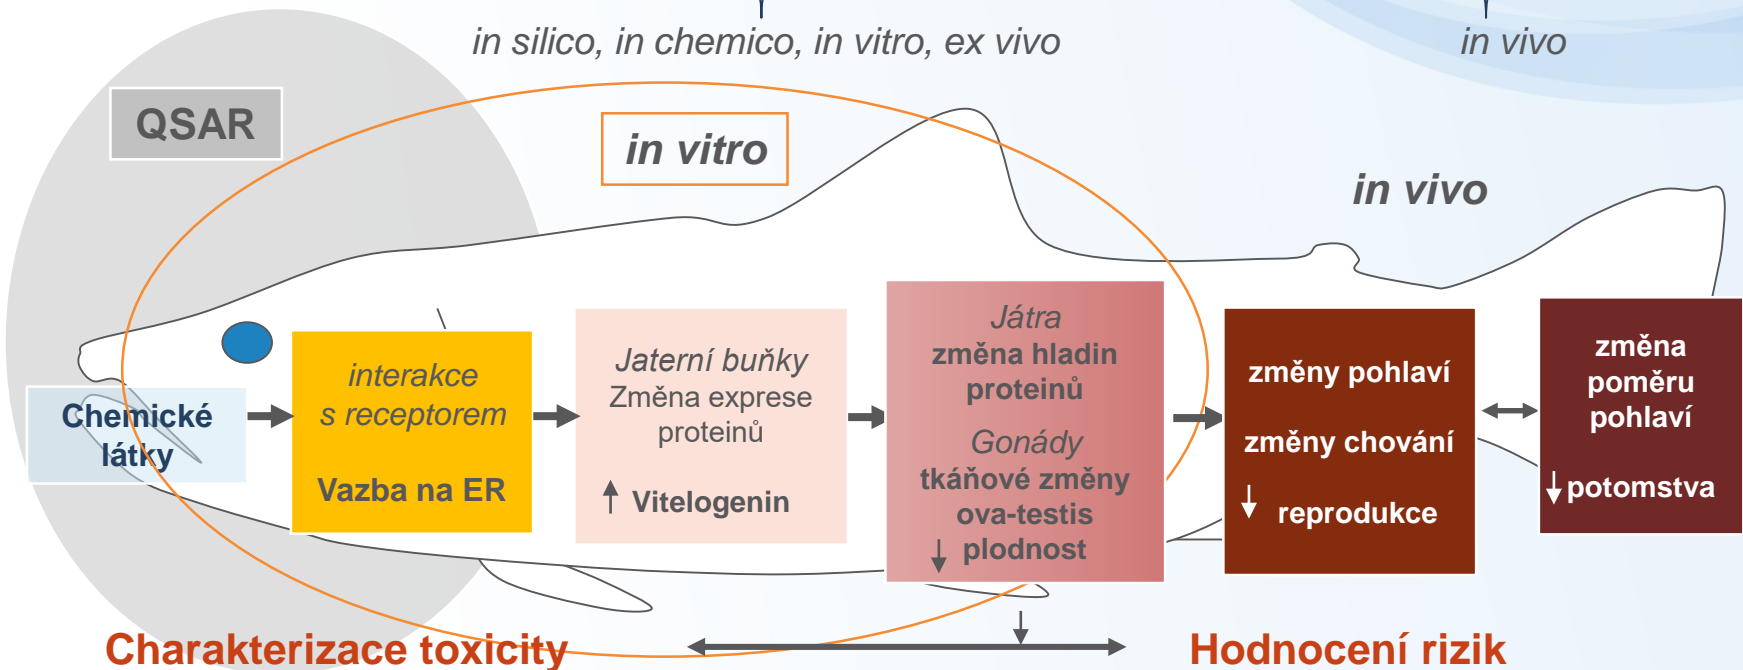 in silico, in chemico, in vitro, ex vivo
in vivo
QSAR
in vitro
in vivo
Chemické
látky
interakce
s receptorem
Vazba na ER
Jaterní buňky
Změna exprese
proteinů
↑ Vitelogenin
Játra
změna hladin
proteinů
Gonády
tkáňové změny
ova-testis
↓ plodnost
změny pohlaví
změny chování
↓ reprodukce
změna
poměru
pohlaví
↓ potomstva
Charakterizace toxicity
Hodnocení rizik